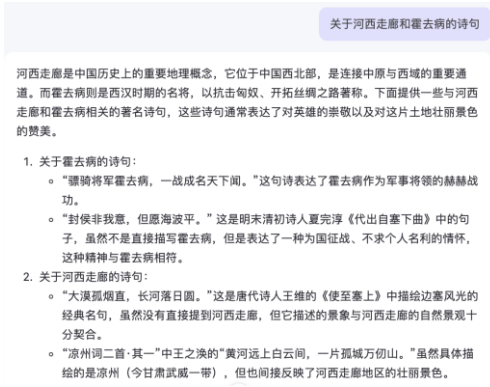 关于河西走廊和霍去病的诗句
河西走廊是中国历史上的重要地理概念，它位于中国西北部，是连接中原与西域的重要通
道。而霍去病则是西汉时期的名将，以抗击匈奴、开拓丝绸之路著称。下面提供一些与河西
走廊和霍去病相关的著名诗句，这些诗句通常表达了对英雄的崇敬以及对这片土地壮丽景色
的赞美。
1. 关于霍去病的诗句：
“骠骑将军霍去病，一战成名天下闻。”这句诗表达了霍去病作为军事将领的赫赫战
功。
“封侯非我意，但愿海波平。” 这是明末清初诗人夏完淳《代出自塞下曲》中的句
子，虽然不是直接描写霍去病，但是表达了一种为国征战、不求个人名利的情怀，
这种精神与霍去病相符。
2. 关于河西走廊的诗句：
“大漠孤烟直，长河落日圆。”这是唐代诗人王维的《使至塞上》中描绘边塞风光的
经典名句，虽然没有直接提到河西走廊，但它描述的景象与河西走廊的自然景观十
分契合。
“凉州词二首·其一”中王之涣的“黄河远上白云间，一片孤城万仞山。”虽然具体描
绘的是凉州（今甘肃武威一带），但也间接反映了河西走廊地区的壮丽景色。